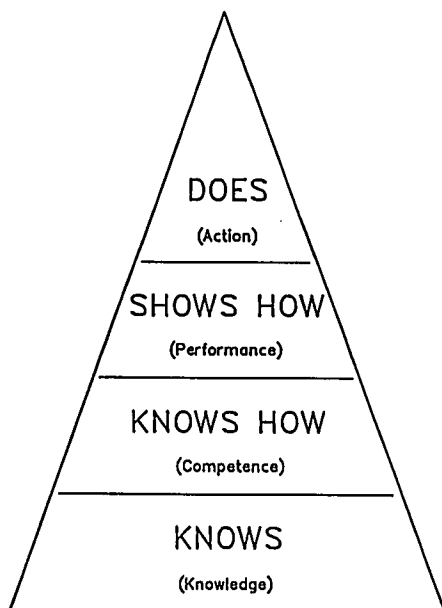 DOES
(Action)
SHOWS HOW
(Performance)
KNOWS HOW
(Competence)
KNOWS
(Knowledge)